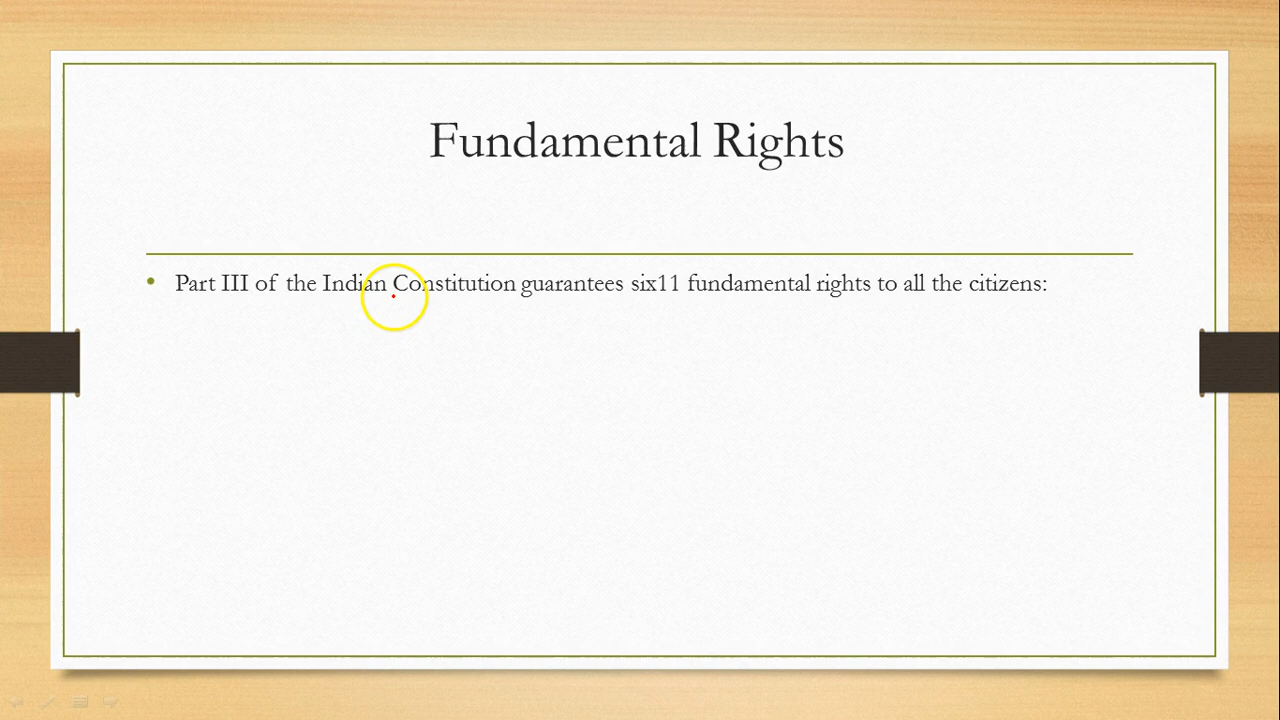 Fundamental Rights
• Part III of the Indian Constitution guarantees six11 fundamental rights to all the citizens: